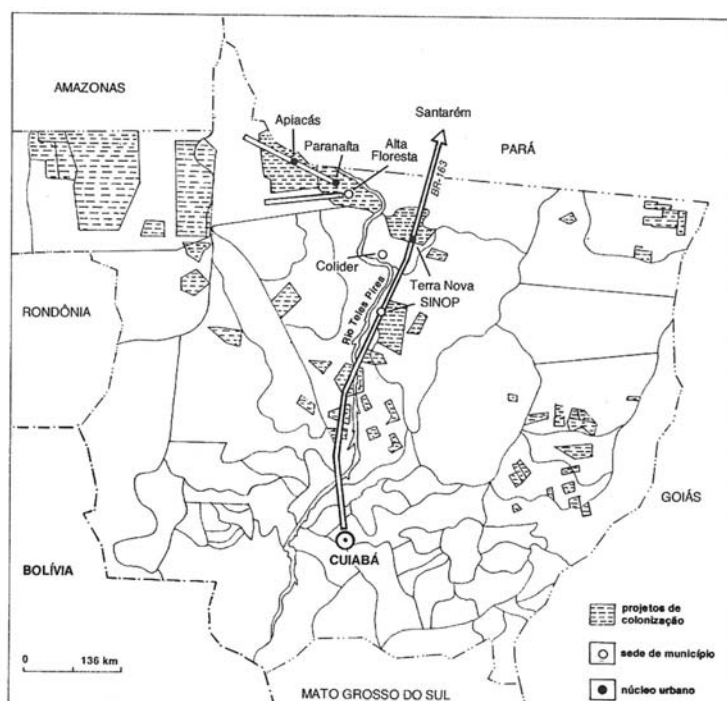 AMAZONAS
Santarém
Apiacás
Paranaíta
Alta
Floresta
PARÁ
BR-163
Colider
Terra Nova
SINOP
RONDÔNIA
Rio Teles Pires
GOIÁS
CUIABÁ
BOLÍVIA
projetos de
colonização
sede de município
núcleo urbano
0 136 km
MATO GROSSO DO SUL